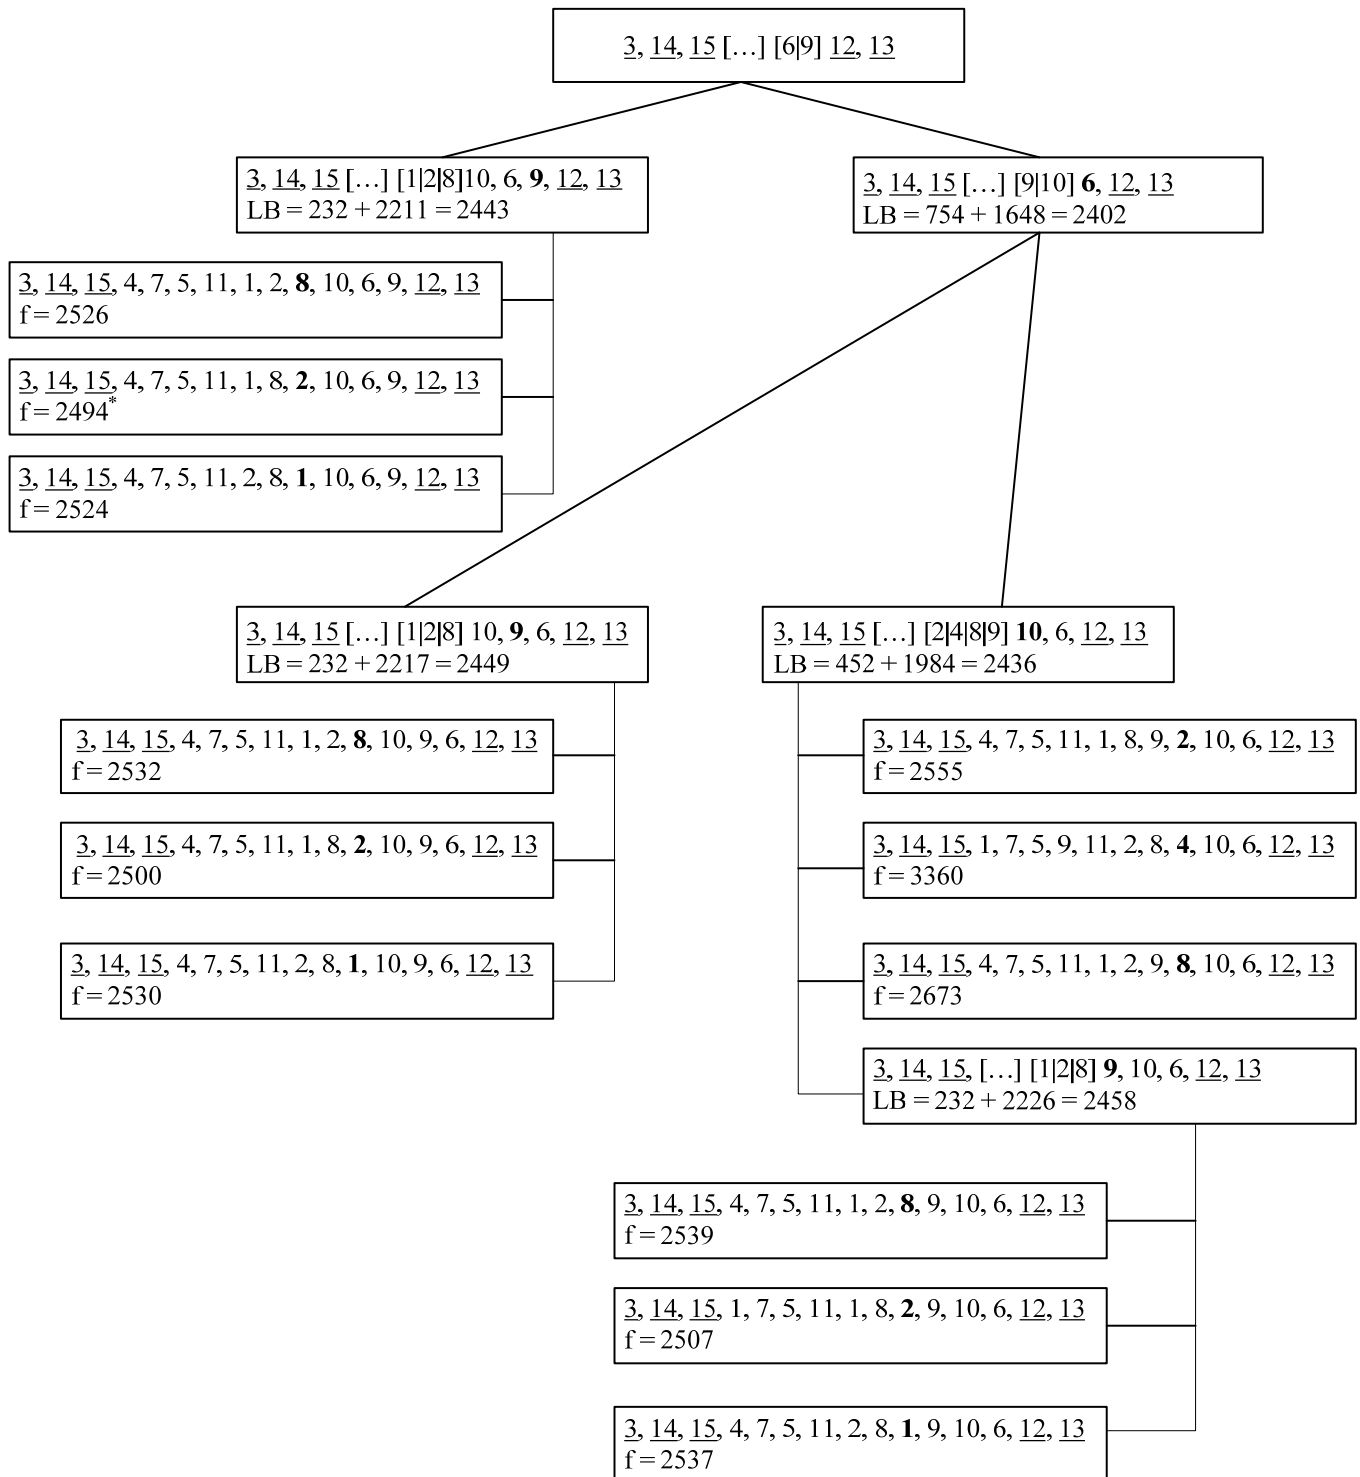 3, 14, 15 […] [6|9] 12, 13
3, 14, 15 […] [1|2|8]10, 6, 9, 12, 13
LB = 232 + 2211 = 2443
3, 14, 15 […] [9|10] 6, 12, 13
LB = 754 + 1648 = 2402
3, 14, 15, 4, 7, 5, 11, 1, 2, 8, 10, 6, 9, 12, 13
f = 2526
3, 14, 15, 4, 7, 5, 11, 1, 8, 2, 10, 6, 9, 12, 13
f = 2494*
3, 14, 15, 4, 7, 5, 11, 2, 8, 1, 10, 6, 9, 12, 13
f = 2524
3, 14, 15 […] [1|2|8] 10, 9, 6, 12, 13
LB = 232 + 2217 = 2449
3, 14, 15 […] [2|4|8|9] 10, 6, 12, 13
LB = 452 + 1984 = 2436
3, 14, 15, 4, 7, 5, 11, 1, 2, 8, 10, 9, 6, 12, 13
f = 2532
3, 14, 15, 4, 7, 5, 11, 1, 8, 2, 10, 9, 6, 12, 13
f = 2500
3, 14, 15, 4, 7, 5, 11, 2, 8, 1, 10, 9, 6, 12, 13
f = 2530
3, 14, 15, 4, 7, 5, 11, 1, 8, 9, 2, 10, 6, 12, 13
f = 2555
3, 14, 15, 1, 7, 5, 9, 11, 2, 8, 4, 10, 6, 12, 13
f = 3360
3, 14, 15, 4, 7, 5, 11, 1, 2, 9, 8, 10, 6, 12, 13
f = 2673
3, 14, 15, […] [1|2|8] 9, 10, 6, 12, 13
LB = 232 + 2226 = 2458
3, 14, 15, 4, 7, 5, 11, 1, 2, 8, 9, 10, 6, 12, 13
f = 2539
3, 14, 15, 1, 7, 5, 11, 1, 8, 2, 9, 10, 6, 12, 13
f = 2507
3, 14, 15, 4, 7, 5, 11, 2, 8, 1, 9, 10, 6, 12, 13
f = 2537